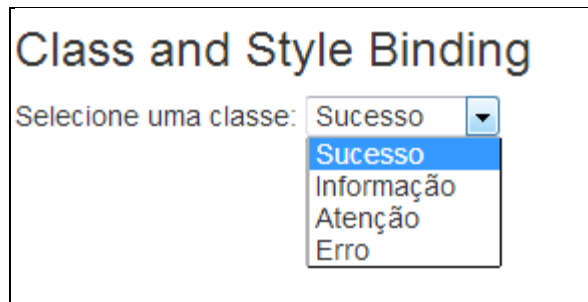 Class and Style Binding
Selecione uma classe: Sucesso
Sucesso
Informação
Atenção
Erro